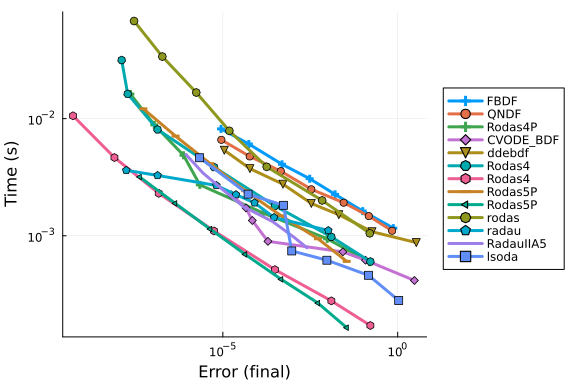 Time (s)
10⁻²
10⁻³
10⁻⁵
10⁰
Error (final)
FBDF
QNDF
Rodas4P
CVODE_BDF
ddebdf
Rodas4
Rodas4
Rodas5P
Rodas5P
rodas
radau
RadauIIA5
lsoda